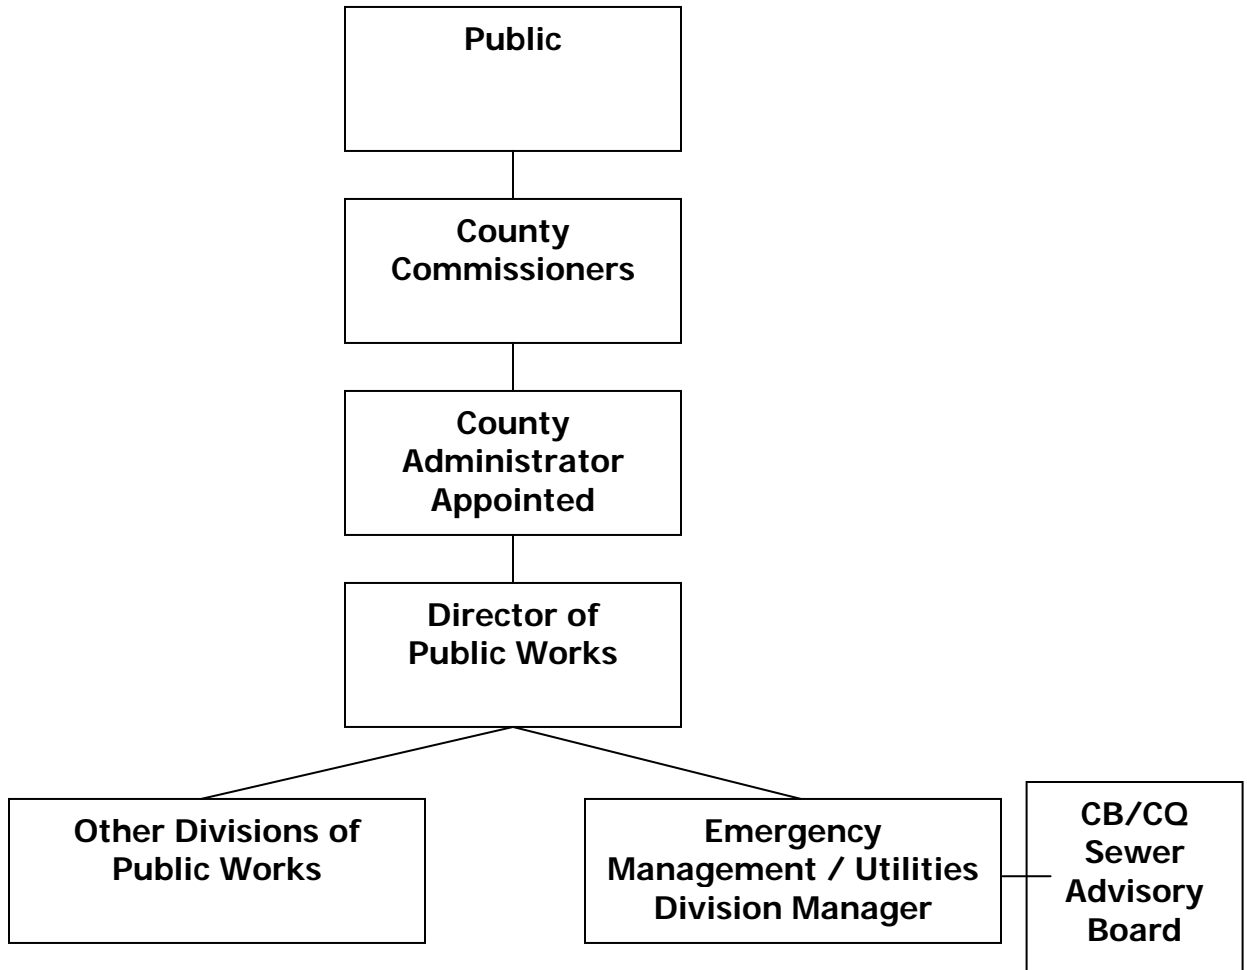 Public
County
Commissioners
County
Administrator
Appointed
Director of
Public Works
Other Divisions of
Public Works
Emergency
Management / Utilities
Division Manager
CB/CQ
Sewer
Advisory
Board